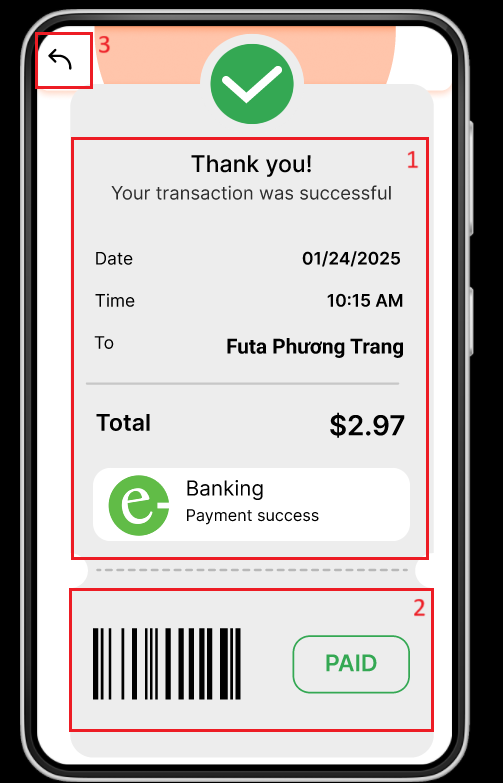 3
1
Thank you!
Your transaction was successful
Date 01/24/2025
Time 10:15 AM
To Futa Phương Trang
Total $2.97
e
Banking
Payment success
2
PAID